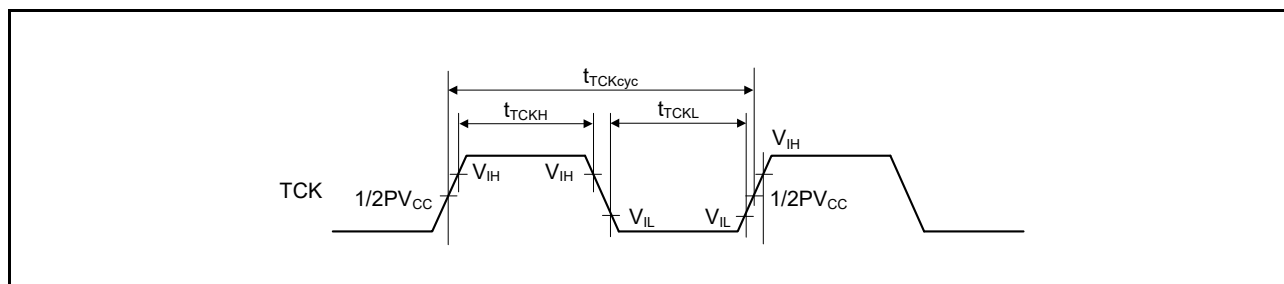 tTCKcyc
tTCKH
tTCKL
VIH
VIH
VIH
TCK
1/2PVCC
1/2PVCC
VIL
VIL